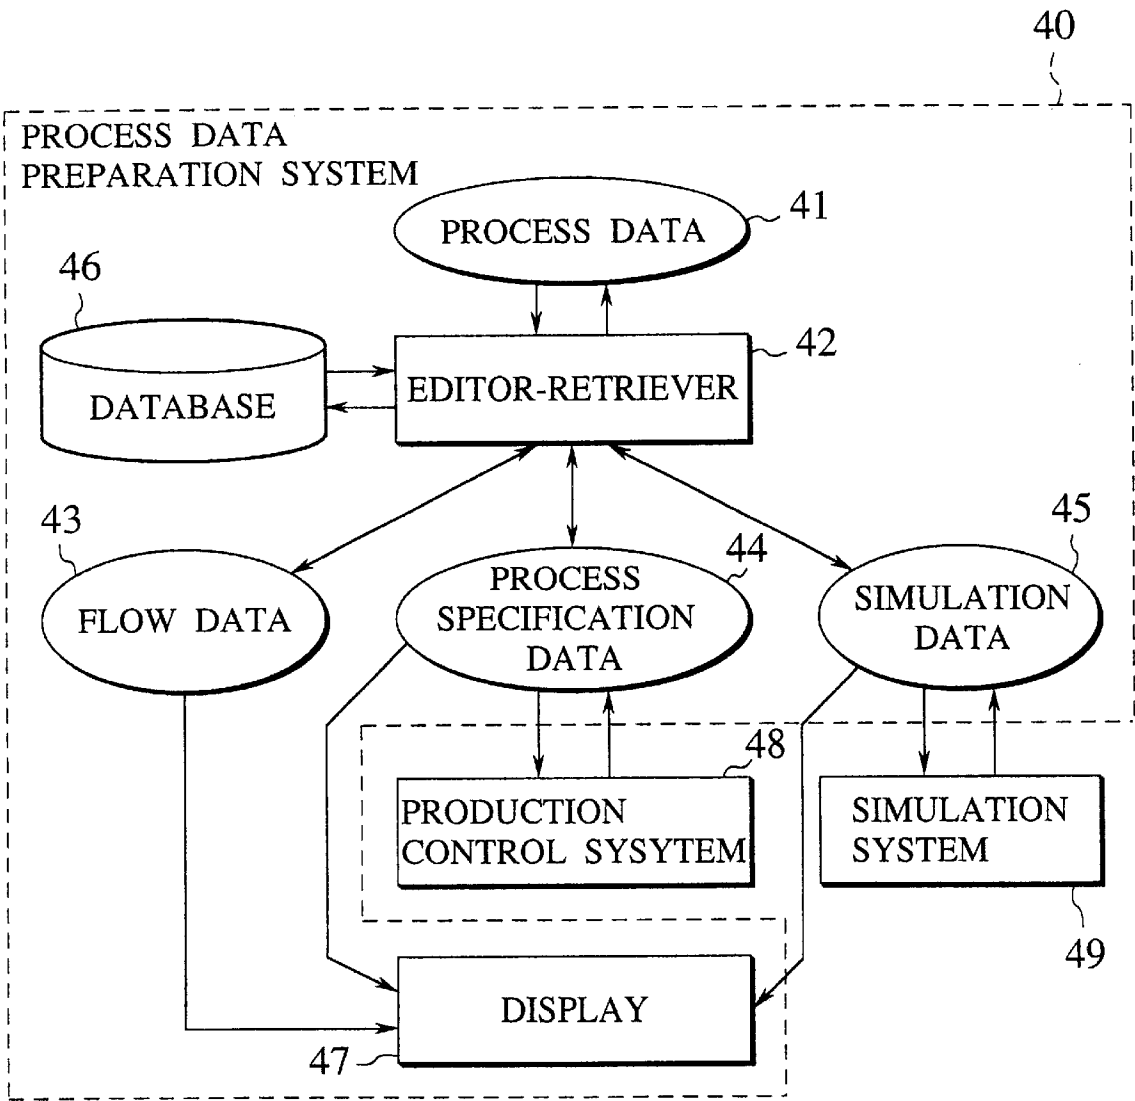 40
PROCESS DATA
PREPARATION SYSTEM
PROCESS DATA
41
46
DATABASE
EDITOR-RETRIEVER
42
43
FLOW DATA
44
PROCESS
SPECIFICATION
DATA
45
SIMULATION
DATA
48
PRODUCTION
CONTROL SYSYTEM
SIMULATION
SYSTEM
49
DISPLAY
47